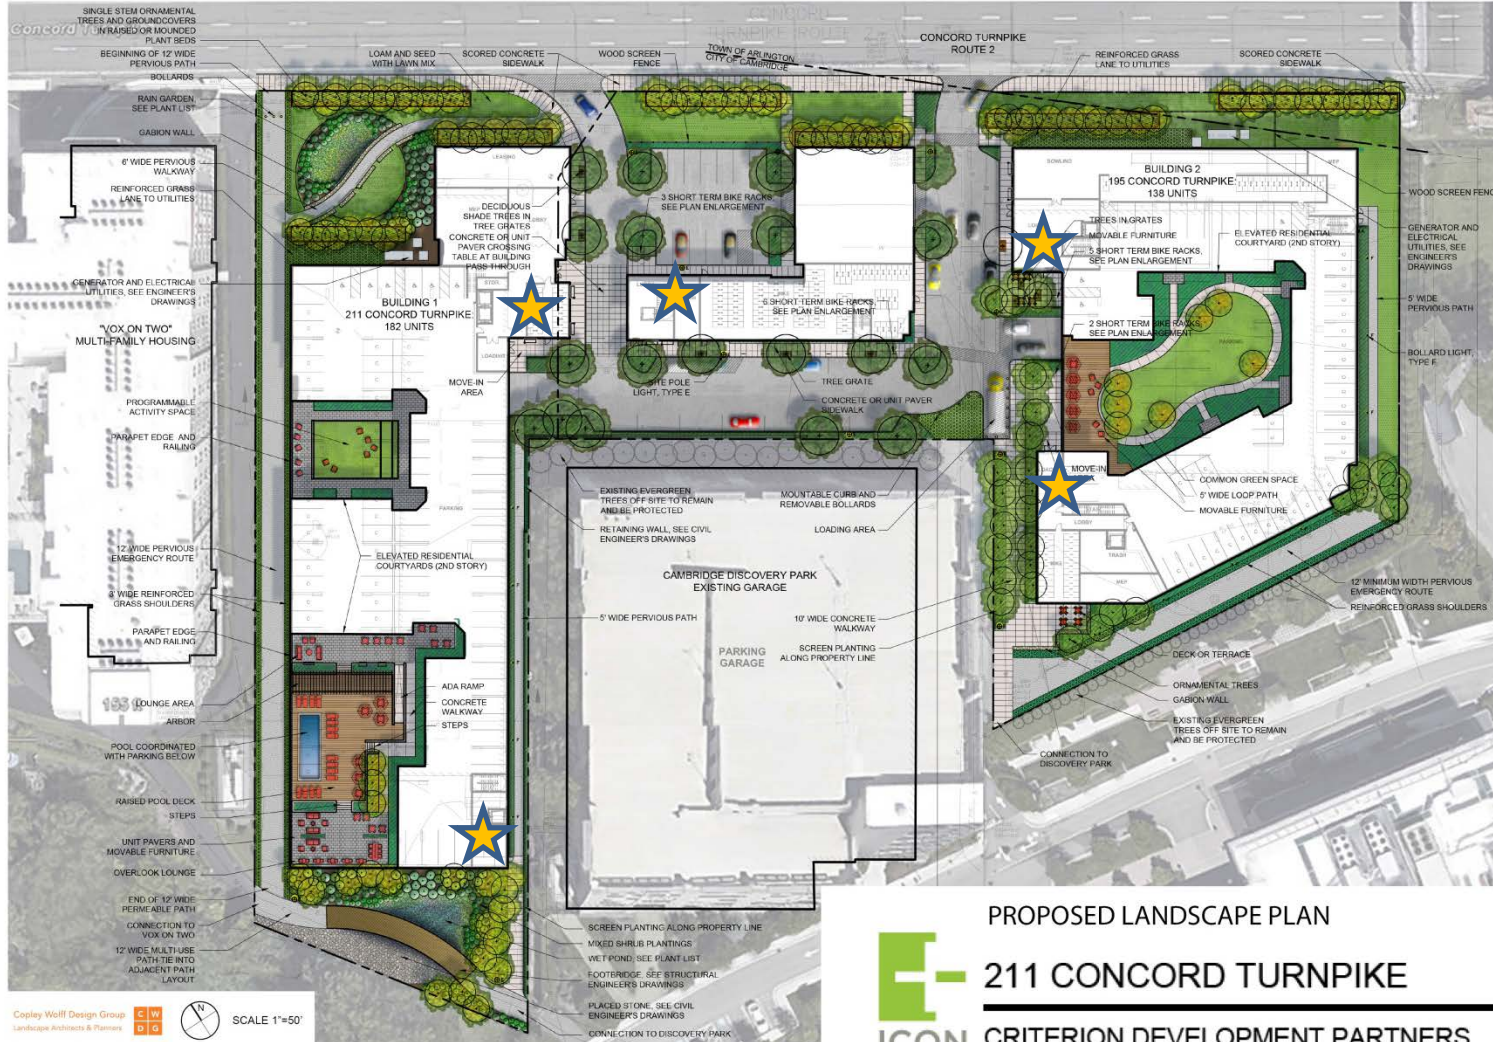 SINGLE STEM ORNAMENTAL
TREES AND GROUNDCOVERS
IN RAISED OR MOUNDED
PLANT BEDS
BEGINNING OF 12' WIDE
PERVIOUS PATH
BOLLARDS
RAIN GARDEN,
SEE PLANT LIST
GABION WALL
6' WIDE PERVIOUS
WALKWAY
REINFORCED GRASS
LANE TO UTILITIES
GENERATOR AND ELECTRICAL
UTILITIES, SEE ENGINEER'S
DRAWINGS
"VOX ON TWO"
MULTI-FAMILY HOUSING
PROGRAMMABLE
ACTIVITY SPACE
PARAPET EDGE AND
RAILING
12' WIDE PERVIOUS
EMERGENCY ROUTE
3' WIDE REINFORCED
GRASS SHOULDERS
PARAPET EDGE
AND RAILING
LOUNGE AREA
ARBOR
POOL COORDINATED
WITH PARKING BELOW
RAISED POOL DECK
STEPS
UNIT PAVERS AND
MOVABLE FURNITURE
OVERLOOK LOUNGE
END OF 12' WIDE
PERMEABLE PATH
CONNECTION TO
VOX ON TWO
12' WIDE MULTI-USE
PATH-TIE INTO
ADJACENT PATH
LAYOUT
LOAM AND SEED
WITH LAWN MIX
SCORED CONCRETE
SIDEWALK
WOOD SCREEN
FENCE
TOWN OF ARLINGTON
CITY OF CAMBRIDGE
CONCORD
TURNPIKE ROUTE 2
CONCORD TURNPIKE
ROUTE 2
REINFORCED GRASS
LANE TO UTILITIES
SCORED CONCRETE
SIDEWALK
LEASING
DECIDUOUS
SHADE TREES IN
TREE GRATES
CONCRETE OR UNIT
PAVER CROSSING
TABLE AT BUILDING
PASS THROUGH
3 SHORT TERM BIKE RACKS,
SEE PLAN ENLARGEMENT
6 SHORT TERM BIKE RACKS,
SEE PLAN ENLARGEMENT
BUILDING 1
211 CONCORD TURNPIKE:
182 UNITS
STOR.
LOADING
MOVE-IN
AREA
SITE POLE
LIGHT, TYPE E
TREE GRATE
CONCRETE OR UNIT PAVER
SIDEWALK
PARKING
ELEVATED RESIDENTIAL
COURTYARDS (2ND STORY)
ADA RAMP
CONCRETE
WALKWAY
STEPS
BOWLING
BUILDING 2
195 CONCORD TURNPIKE:
138 UNITS
MEP
WOOD SCREEN FENC
TREES IN GRATES
MOVABLE FURNITURE
5 SHORT TERM BIKE RACKS,
SEE PLAN ENLARGEMENT
ELEVATED RESIDENTIAL
COURTYARD (2ND STORY)
GENERATOR AND
ELECTRICAL
UTILITIES, SEE
ENGINEER'S
DRAWINGS
5' WIDE
PERVIOUS PATH
2 SHORT TERM BIKE RACKS,
SEE PLAN ENLARGEMENT
PARKING
BOLLARD LIGHT,
TYPE F
MOVE-IN
COMMON GREEN SPACE
5' WIDE LOOP PATH
MOVABLE FURNITURE
LOBBY
TRASH
MEP
EXISTING EVERGREEN
TREES OFF SITE TO REMAIN
AND BE PROTECTED
RETAINING WALL, SEE CIVIL
ENGINEER'S DRAWINGS
MOUNTABLE CURB AND
REMOVABLE BOLLARDS
LOADING AREA
CAMBRIDGE DISCOVERY PARK
EXISTING GARAGE
5' WIDE PERVIOUS PATH
10' WIDE CONCRETE
WALKWAY
SCREEN PLANTING
ALONG PROPERTY LINE
PARKING
GARAGE
12' MINIMUM WIDTH PERVIOUS
EMERGENCY ROUTE
REINFORCED GRASS SHOULDERS
DECK OR TERRACE
ORNAMENTAL TREES
GABION WALL
EXISTING EVERGREEN
TREES OFF SITE TO REMAIN
AND BE PROTECTED
CONNECTION TO
DISCOVERY PARK
SCREEN PLANTING ALONG PROPERTY LINE
MIXED SHRUB PLANTINGS
WET POND, SEE PLANT LIST
FOOTBRIDGE, SEE STRUCTURAL
ENGINEER'S DRAWINGS
PLACED STONE, SEE CIVIL
ENGINEER'S DRAWINGS
CONNECTION TO DISCOVERY PARK
Copley Wolff Design Group
Landscape Architects & Planners
C W
D G
N
SCALE 1"=50'
PROPOSED LANDSCAPE PLAN
211 CONCORD TURNPIKE
ICON
CRITERION DEVELOPMENT PARTNERS